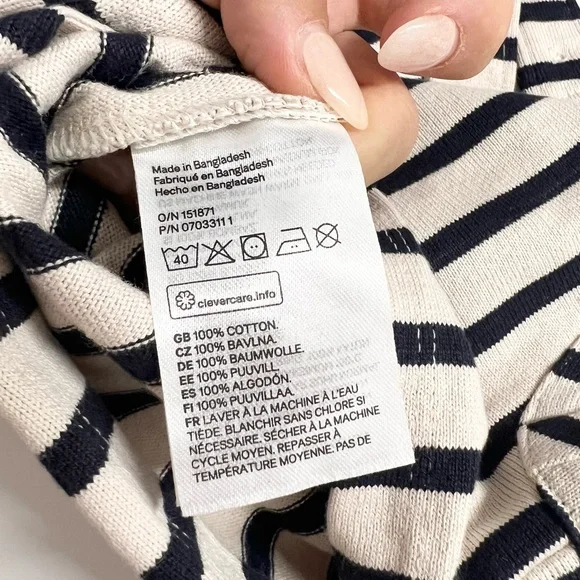 Made in Bangladesh
Fabriqué en Bangladesh
Hecho en Bangladesh
O/N 151871
P/N 0703311 1
40
clevercare.info
GB 100% COTTON.
CZ 100% BAVLNA.
DE 100% BAUMWOLLE.
EE 100% PUUVILL.
ES 100% ALGODÓN.
FI 100% PUUVILLAA.
FR LAVER À LA MACHINE À L'EAU
TIÈDE. BLANCHIR SANS CHLORE SI
NÉCESSAIRE. SÉCHER À LA MACHINE
CYCLE MOYEN. REPASSER À
TEMPÉRATURE MOYENNE. PAS DE